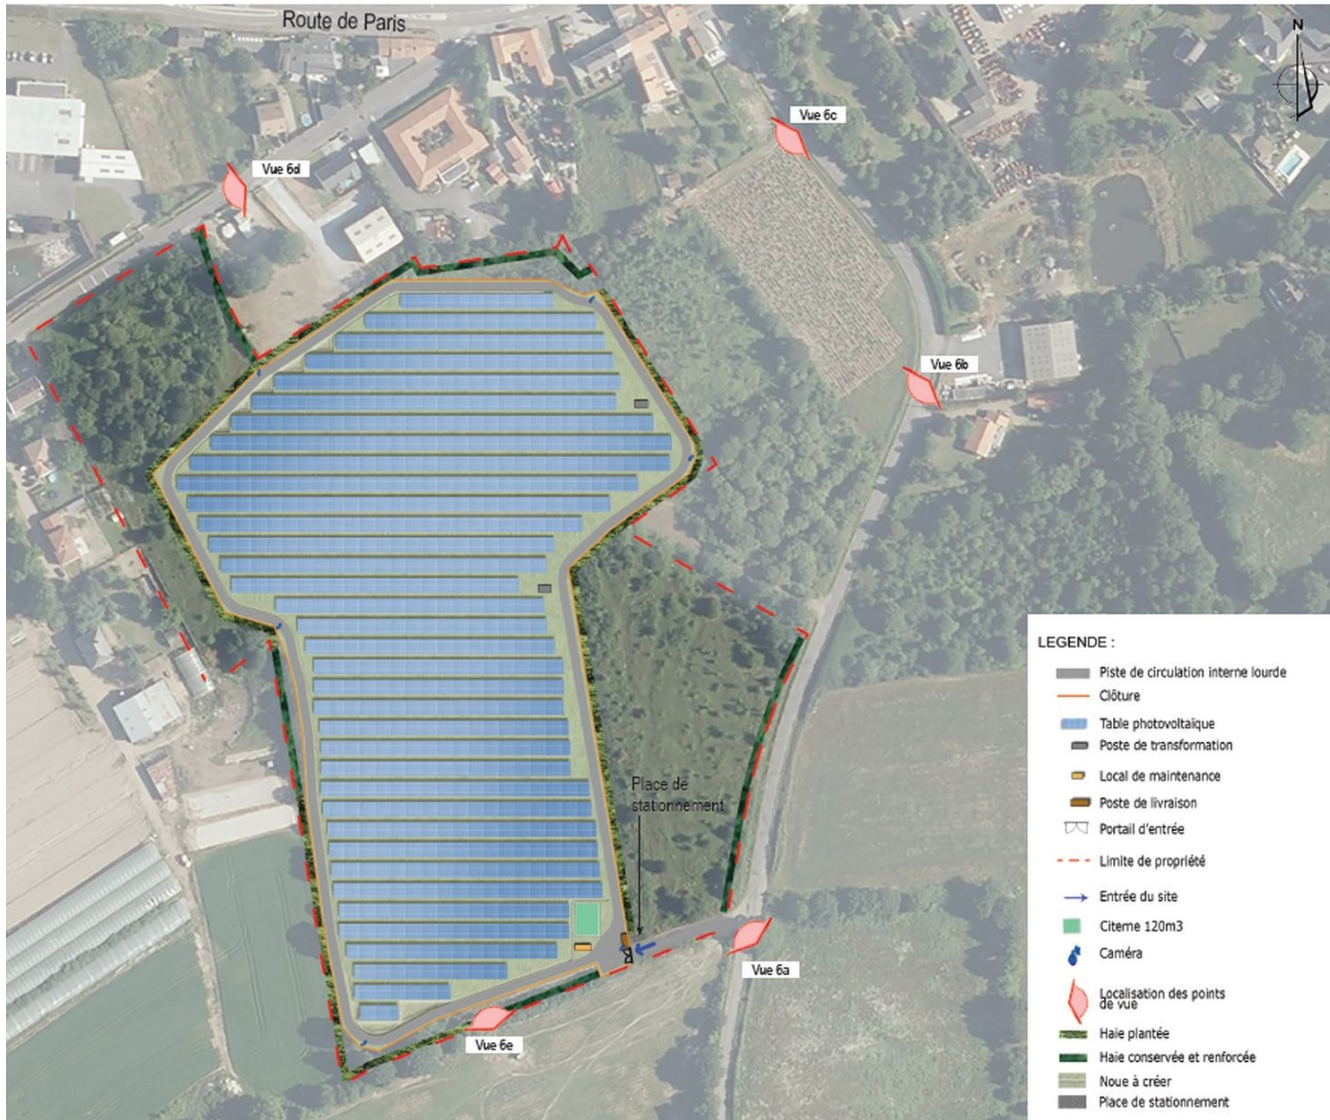 Route de Paris
N
Vue 6c
Vue 6d
Vue 6b
Place de
stationnement
Vue 6a
Vue 6e
LEGENDE :
Piste de circulation interne lourde
Clôture
Table photovoltaïque
Poste de transformation
Local de maintenance
Poste de livraison
Portail d'entrée
Limite de propriété
Entrée du site
Citerne 120m3
Caméra
Localisation des points
de vue
Haie plantée
Haie conservée et renforcée
Noue à créer
Place de stationnement